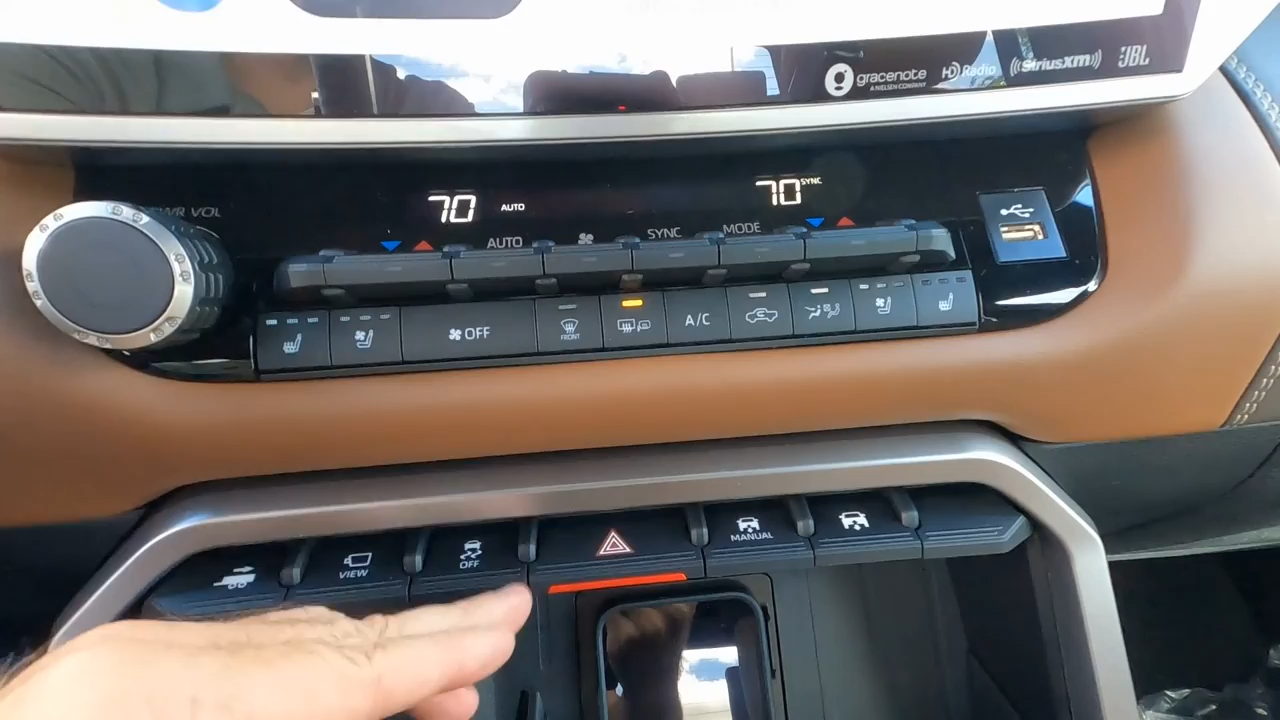 gracenote
A NIELSEN COMPANY
HD Radio
SiriusXM
JBL
PWR VOL
70 AUTO
70 SYNC
AUTO
SYNC
MODE
OFF
FRONT
A/C
VIEW
OFF
MANUAL